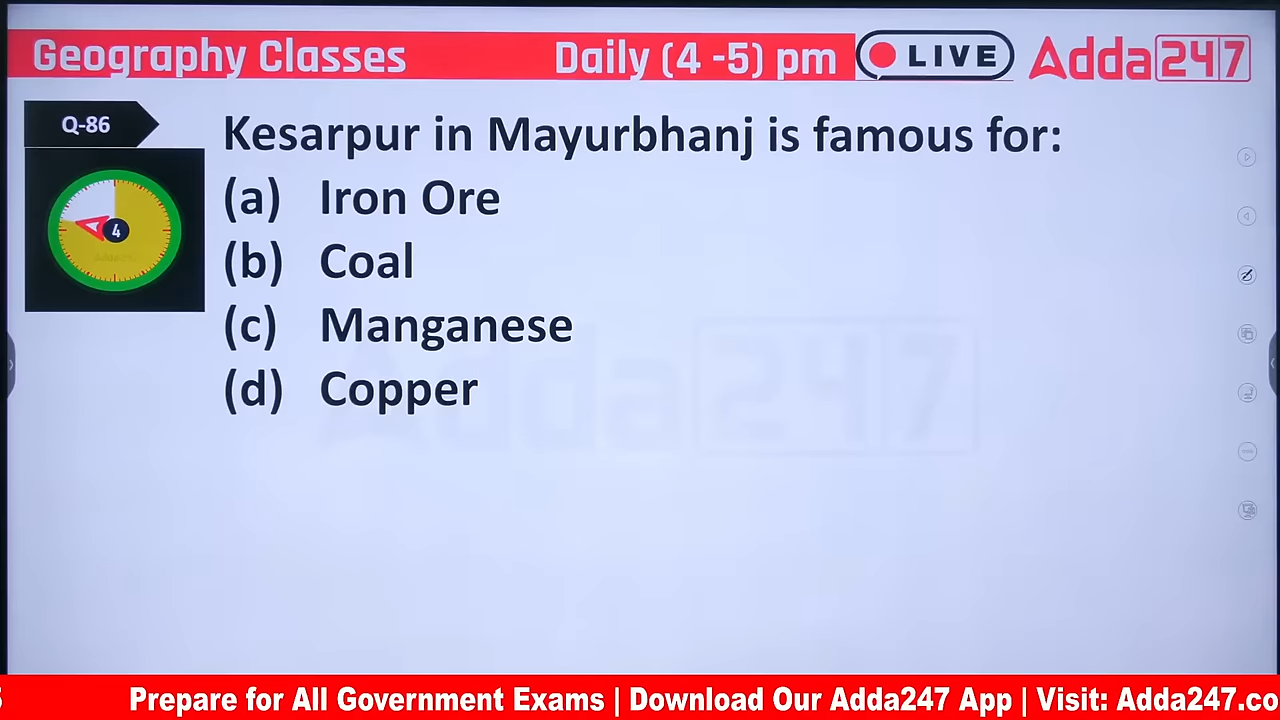 Geography Classes Daily (4 -5) pm LIVE Adda247
Q-86
Kesarpur in Mayurbhanj is famous for:
4
(a) Iron Ore
(b) Coal
(c) Manganese
(d) Copper
Adda247
Prepare for All Government Exams | Download Our Adda247 App | Visit: Adda247.co